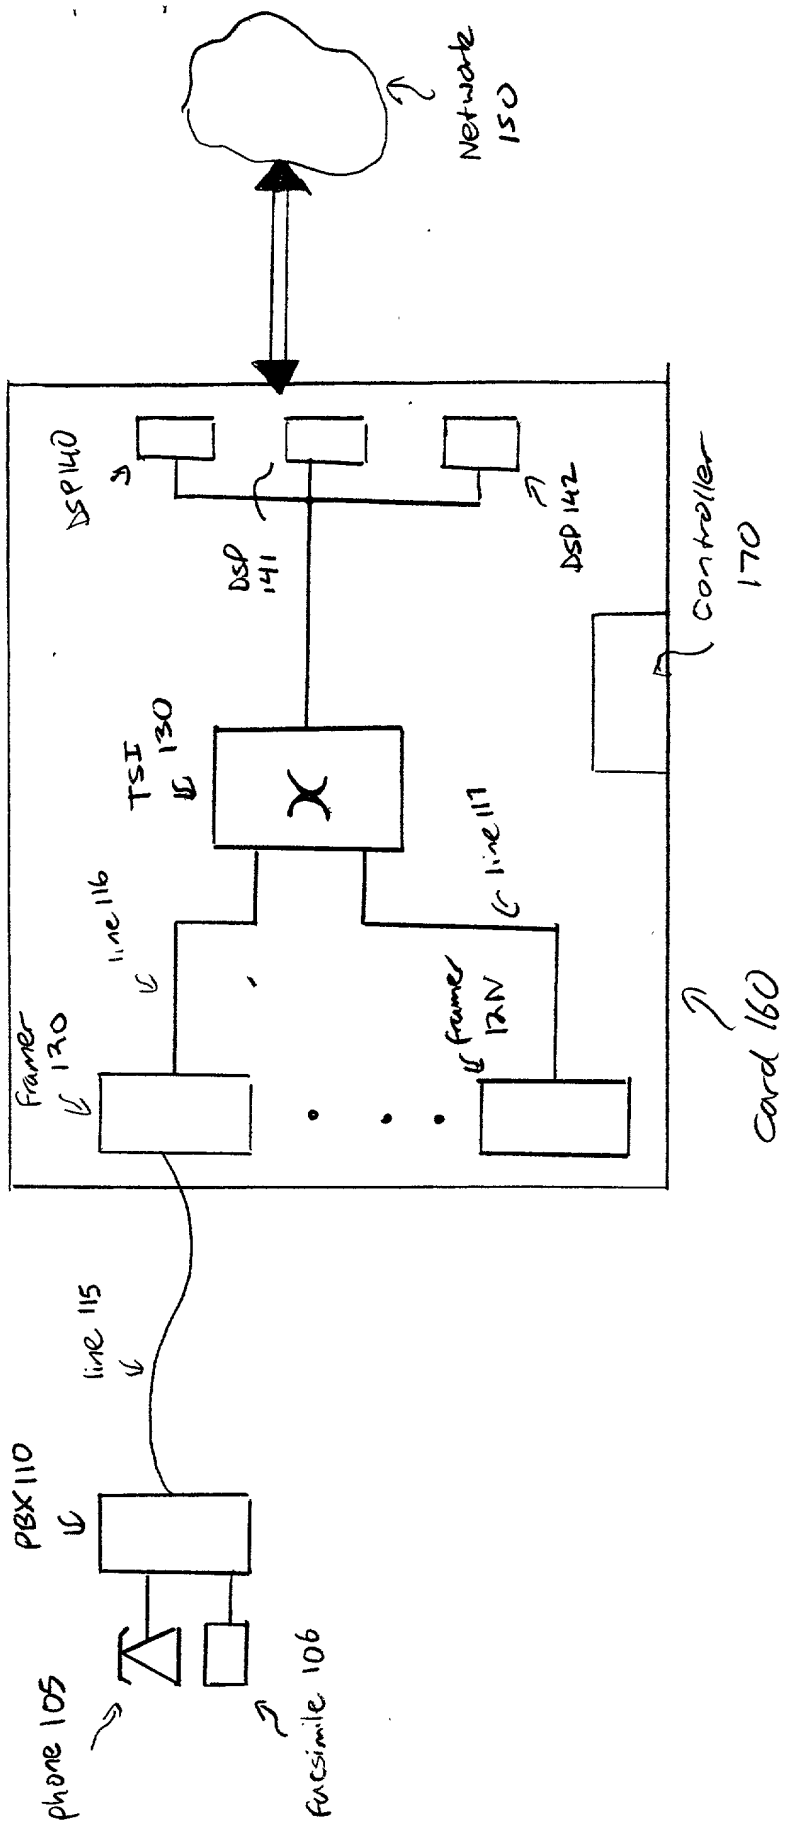 phone 105
facsimile 106
PBX 110
line 115
Framer
120
line 116
framer
12N
line 117
TSI
130
DSP 140
DSP
141
DSP 142
Controller
170
Card 160
Network
150